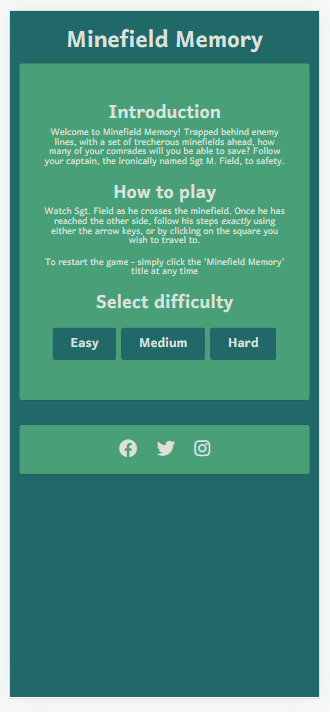 Minefield Memory
Introduction
Welcome to Minefield Memory! Trapped behind enemy
lines, with a set of trecherous minefields ahead, how
many of your comrades will you be able to save? Follow
your captain, the ironically named Sgt M. Field, to safety.
How to play
Watch Sgt. Field as he crosses the minefield. Once he has
reached the other side, follow his steps exactly using
either the arrow keys, or by clicking on the square you
wish to travel to.
To restart the game - simply click the 'Minefield Memory'
title at any time
Select difficulty
Easy Medium Hard